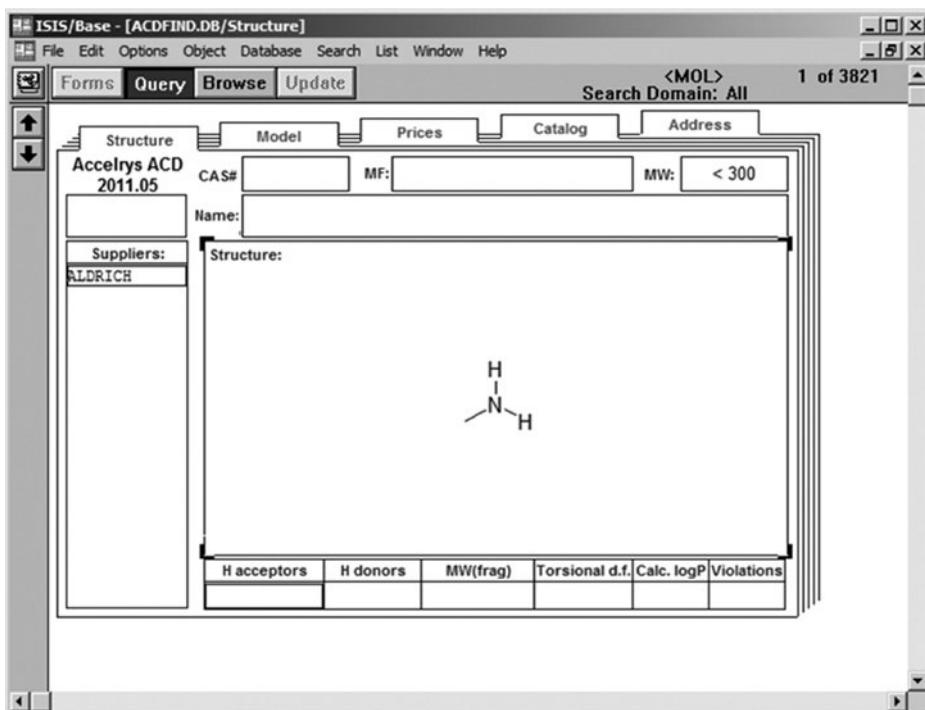 ISIS/Base - [ACDFIND.DB/Structure]
File Edit Options Object Database Search List Window Help
Forms Query Browse Update <MOL> 1 of 3821
Search Domain: All
Structure Model Prices Catalog Address
Accelrys ACD
2011.05
CAS# MF: MW: < 300
Name:
Suppliers:
ALDRICH
Structure:
H
N
H
H acceptors H donors MW(frag) Torsional d.f. Calc. logP Violations